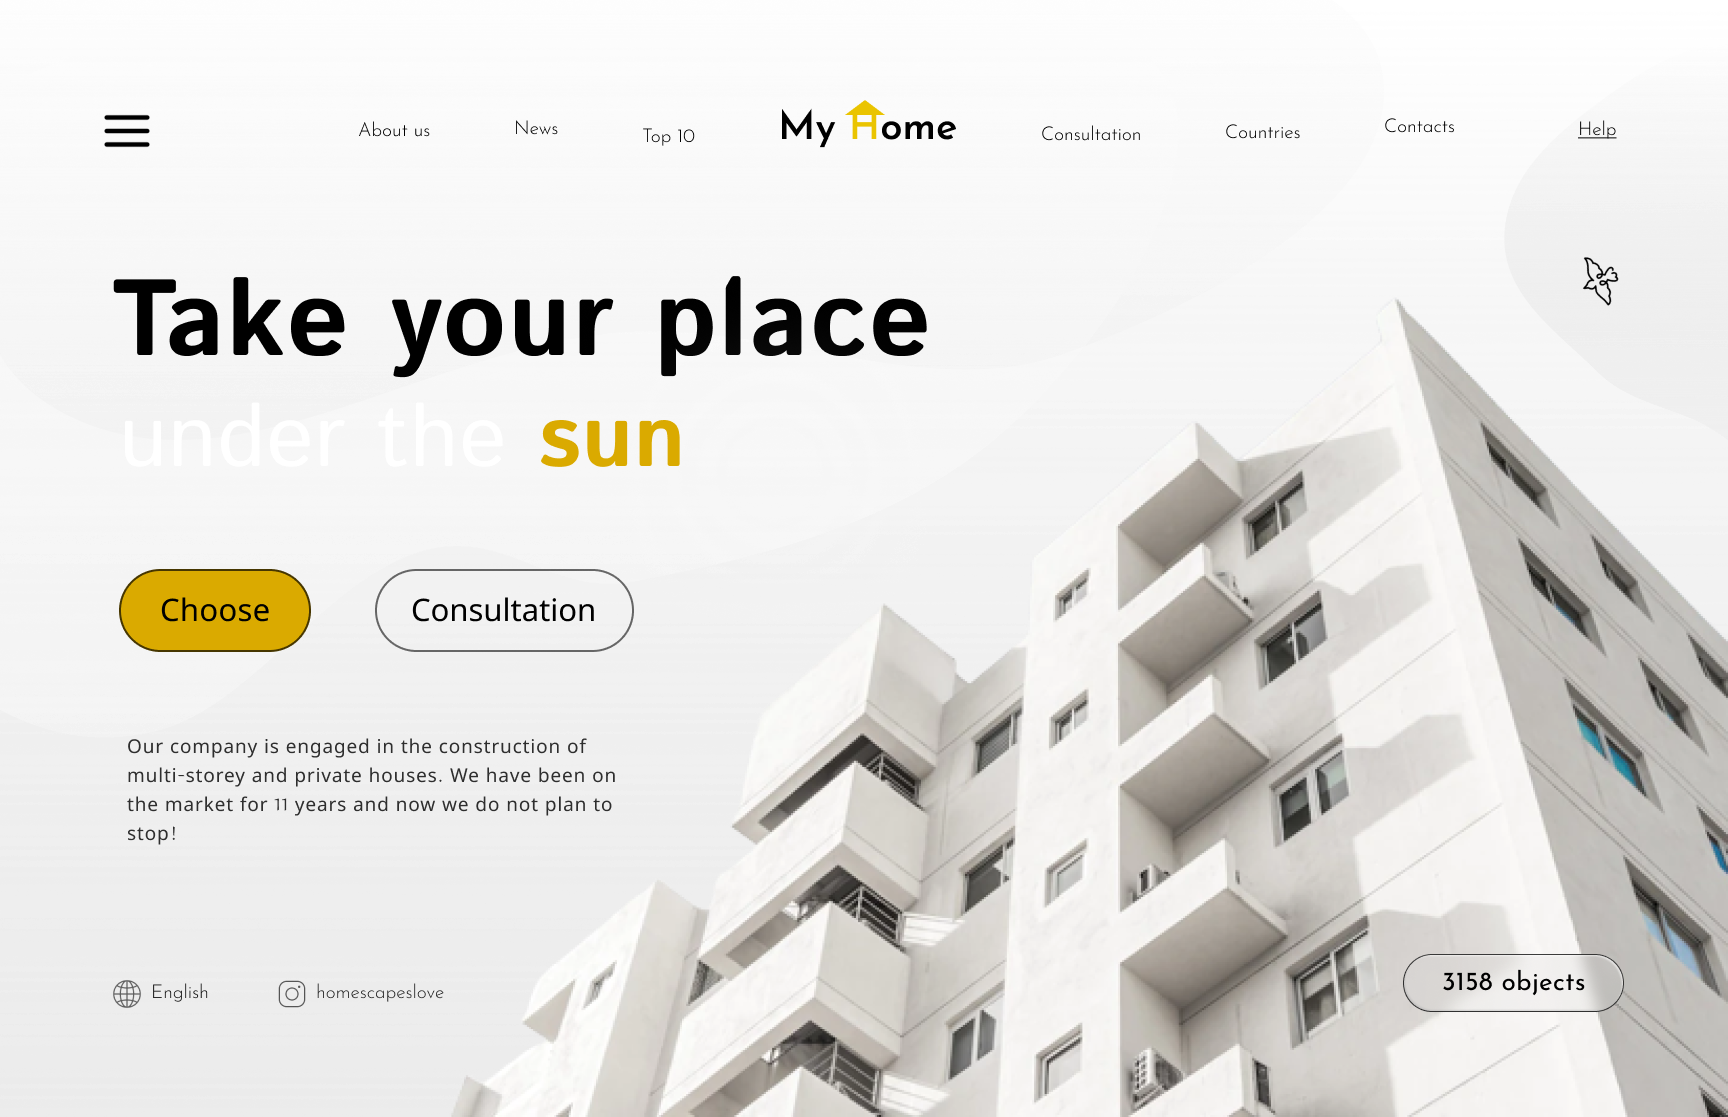 About us
News
Top 10
My Home
Consultation
Countries
Contacts
Help
Take your place
under the sun
Choose
Consultation
Our company is engaged in the construction of
multi-storey and private houses. We have been on
the market for 11 years and now we do not plan to
stop!
English
homescapeslove
3158 objects